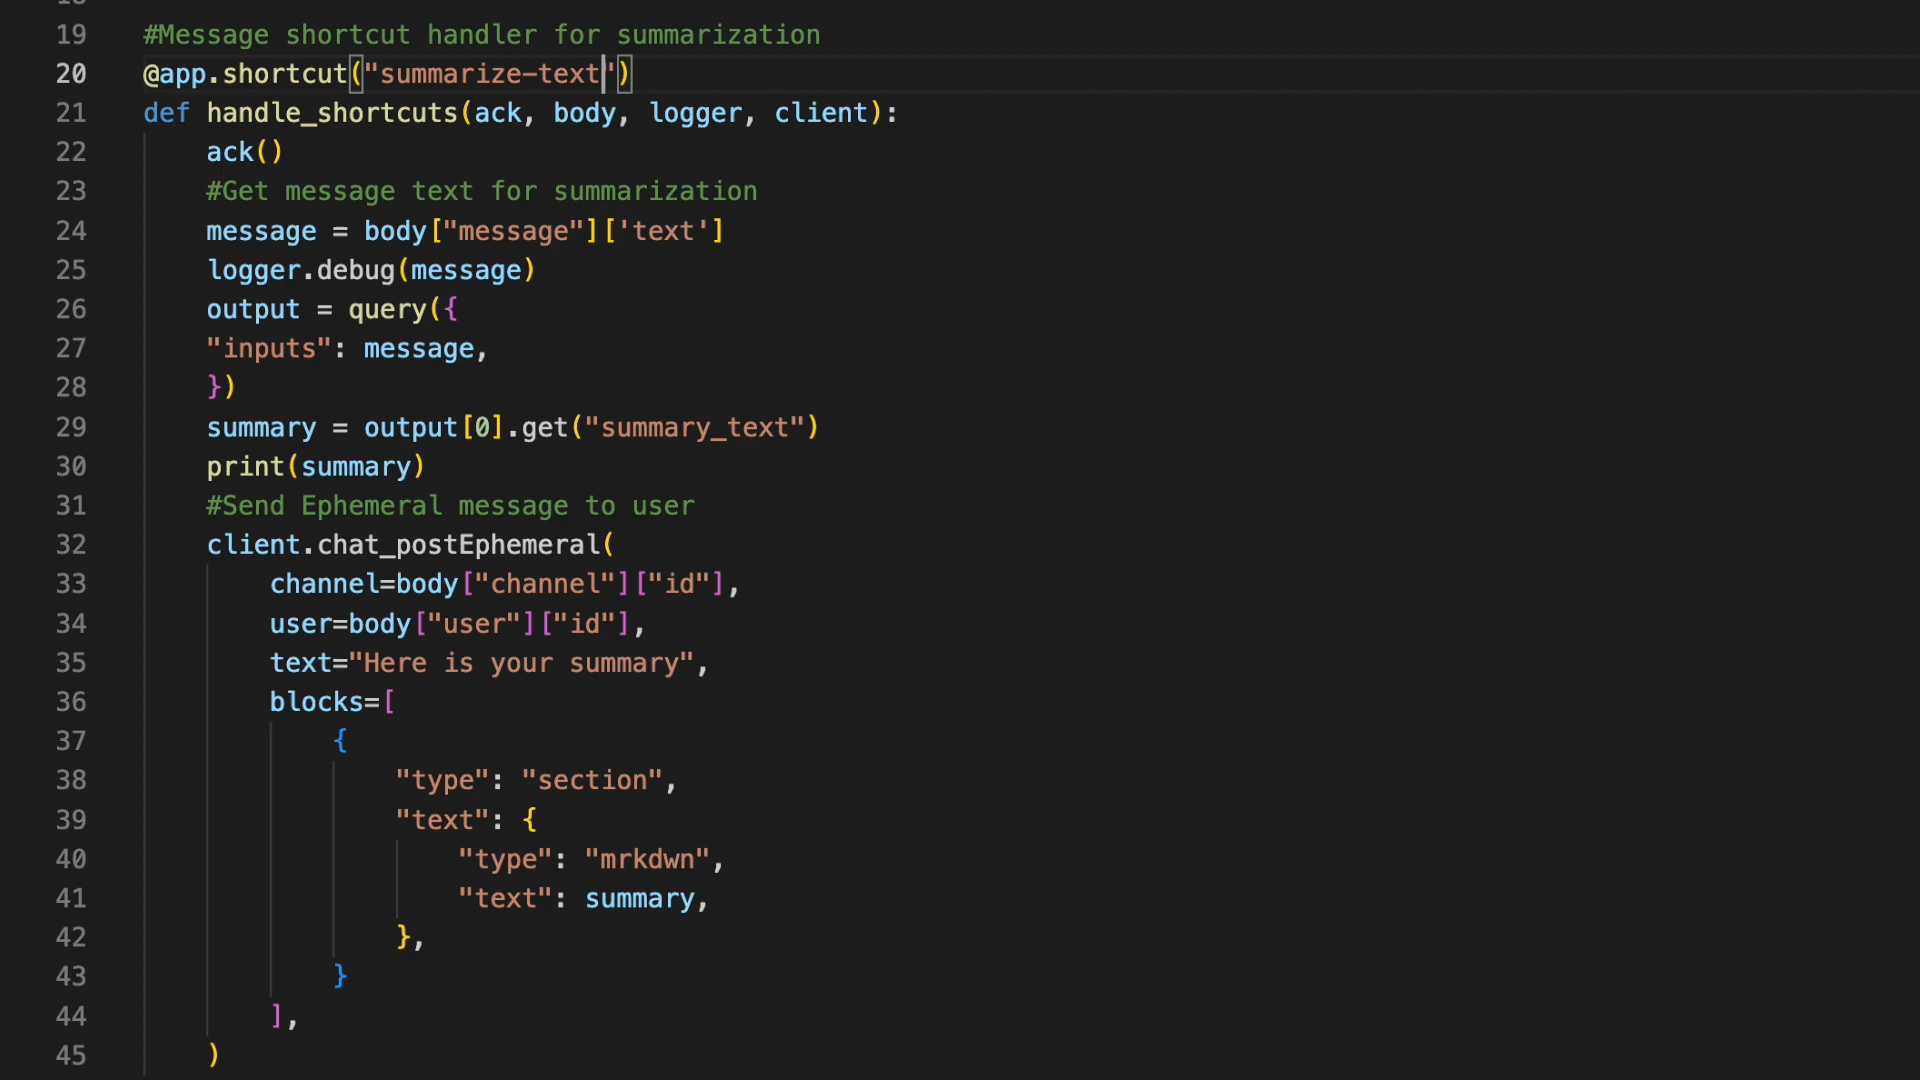 19 #Message shortcut handler for summarization
20 @app.shortcut("summarize-text")
21 def handle_shortcuts(ack, body, logger, client):
22     ack()
23     #Get message text for summarization
24     message = body["message"]['text']
25     logger.debug(message)
26     output = query({
27     "inputs": message,
28     })
29     summary = output[0].get("summary_text")
30     print(summary)
31     #Send Ephemeral message to user
32     client.chat_postEphemeral(
33         channel=body["channel"]["id"],
34         user=body["user"]["id"],
35         text="Here is your summary",
36         blocks=[
37             {
38                 "type": "section",
39                 "text": {
40                     "type": "mrkdwn",
41                     "text": summary,
42                 },
43             }
44         ],
45     )